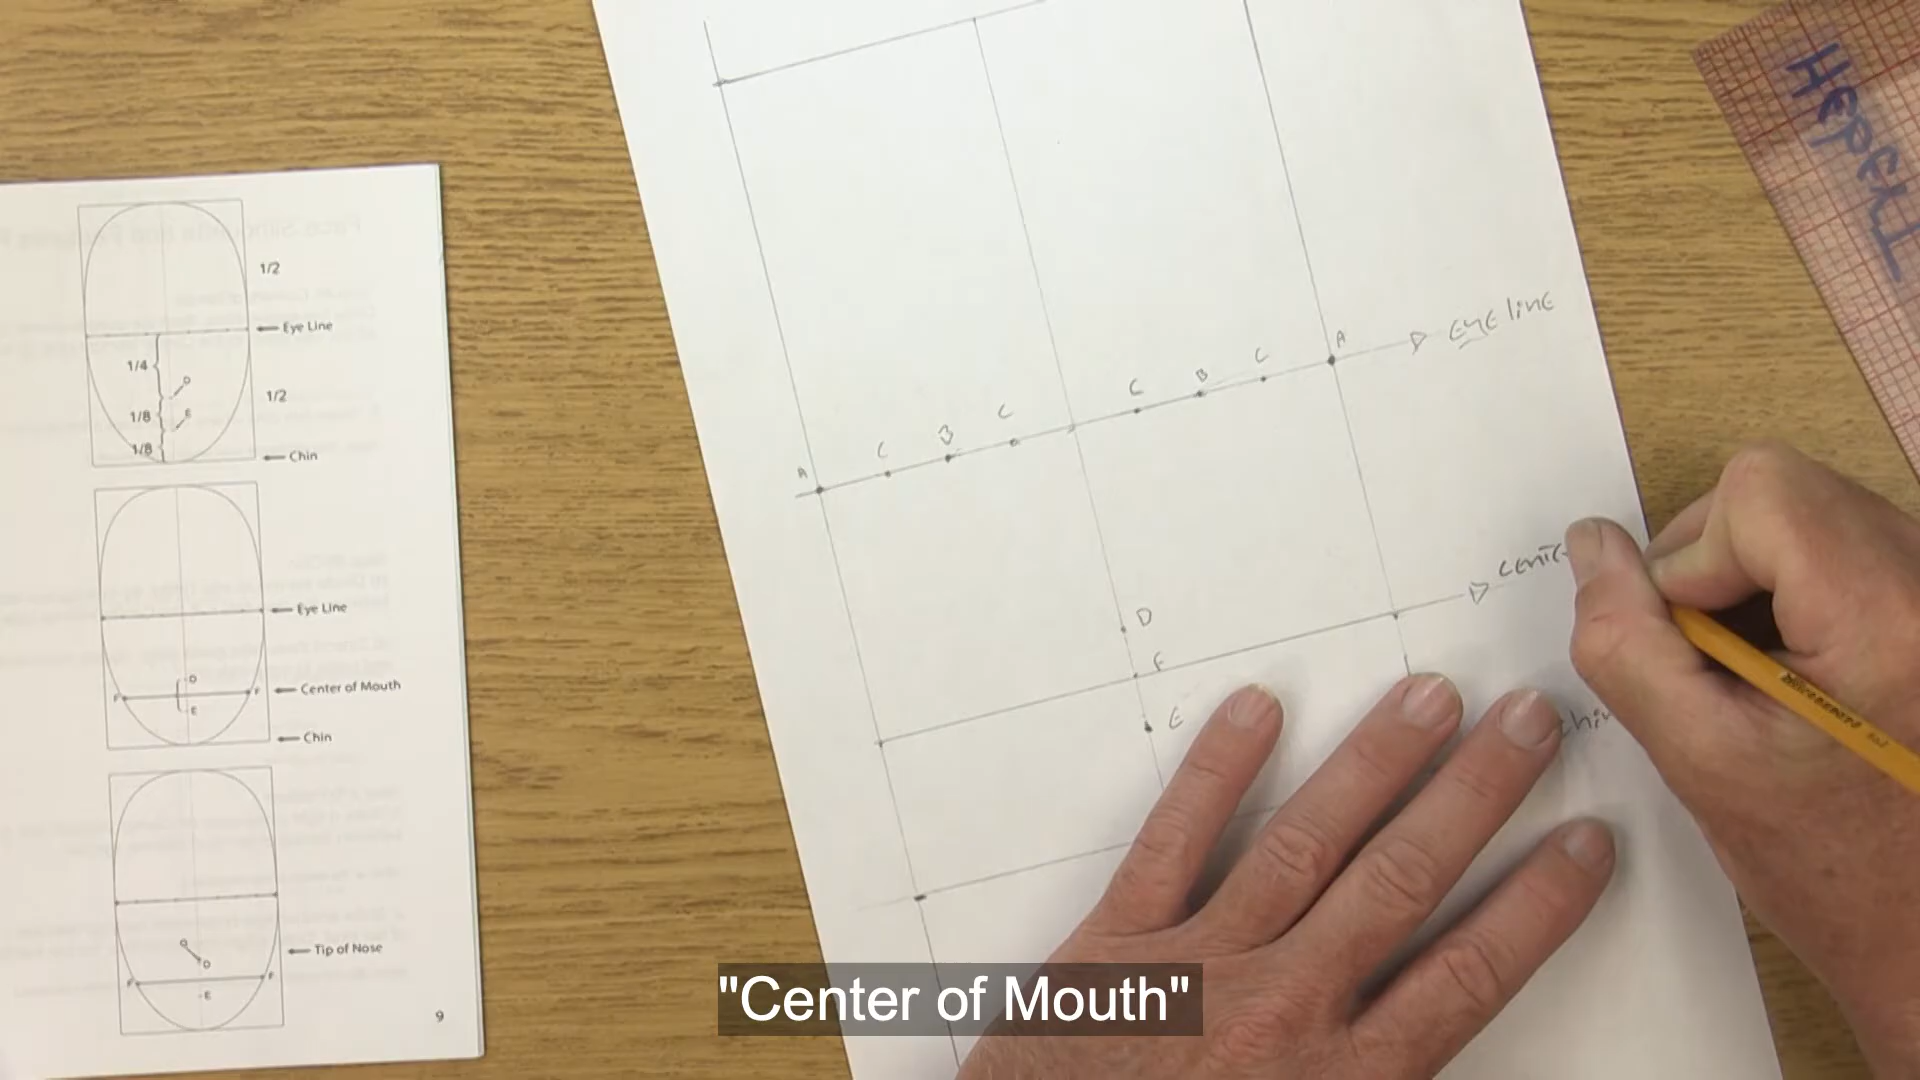 1/2
Eye Line
1/4
D
1/2
1/8
E
1/8
Chin
Eye Line
D
F
F
Center of Mouth
E
Chin
D
Tip of Nose
F
F
E
9
A
C
B
C
C
B
C
A
Eye line
D
F
E
"Center of Mouth"